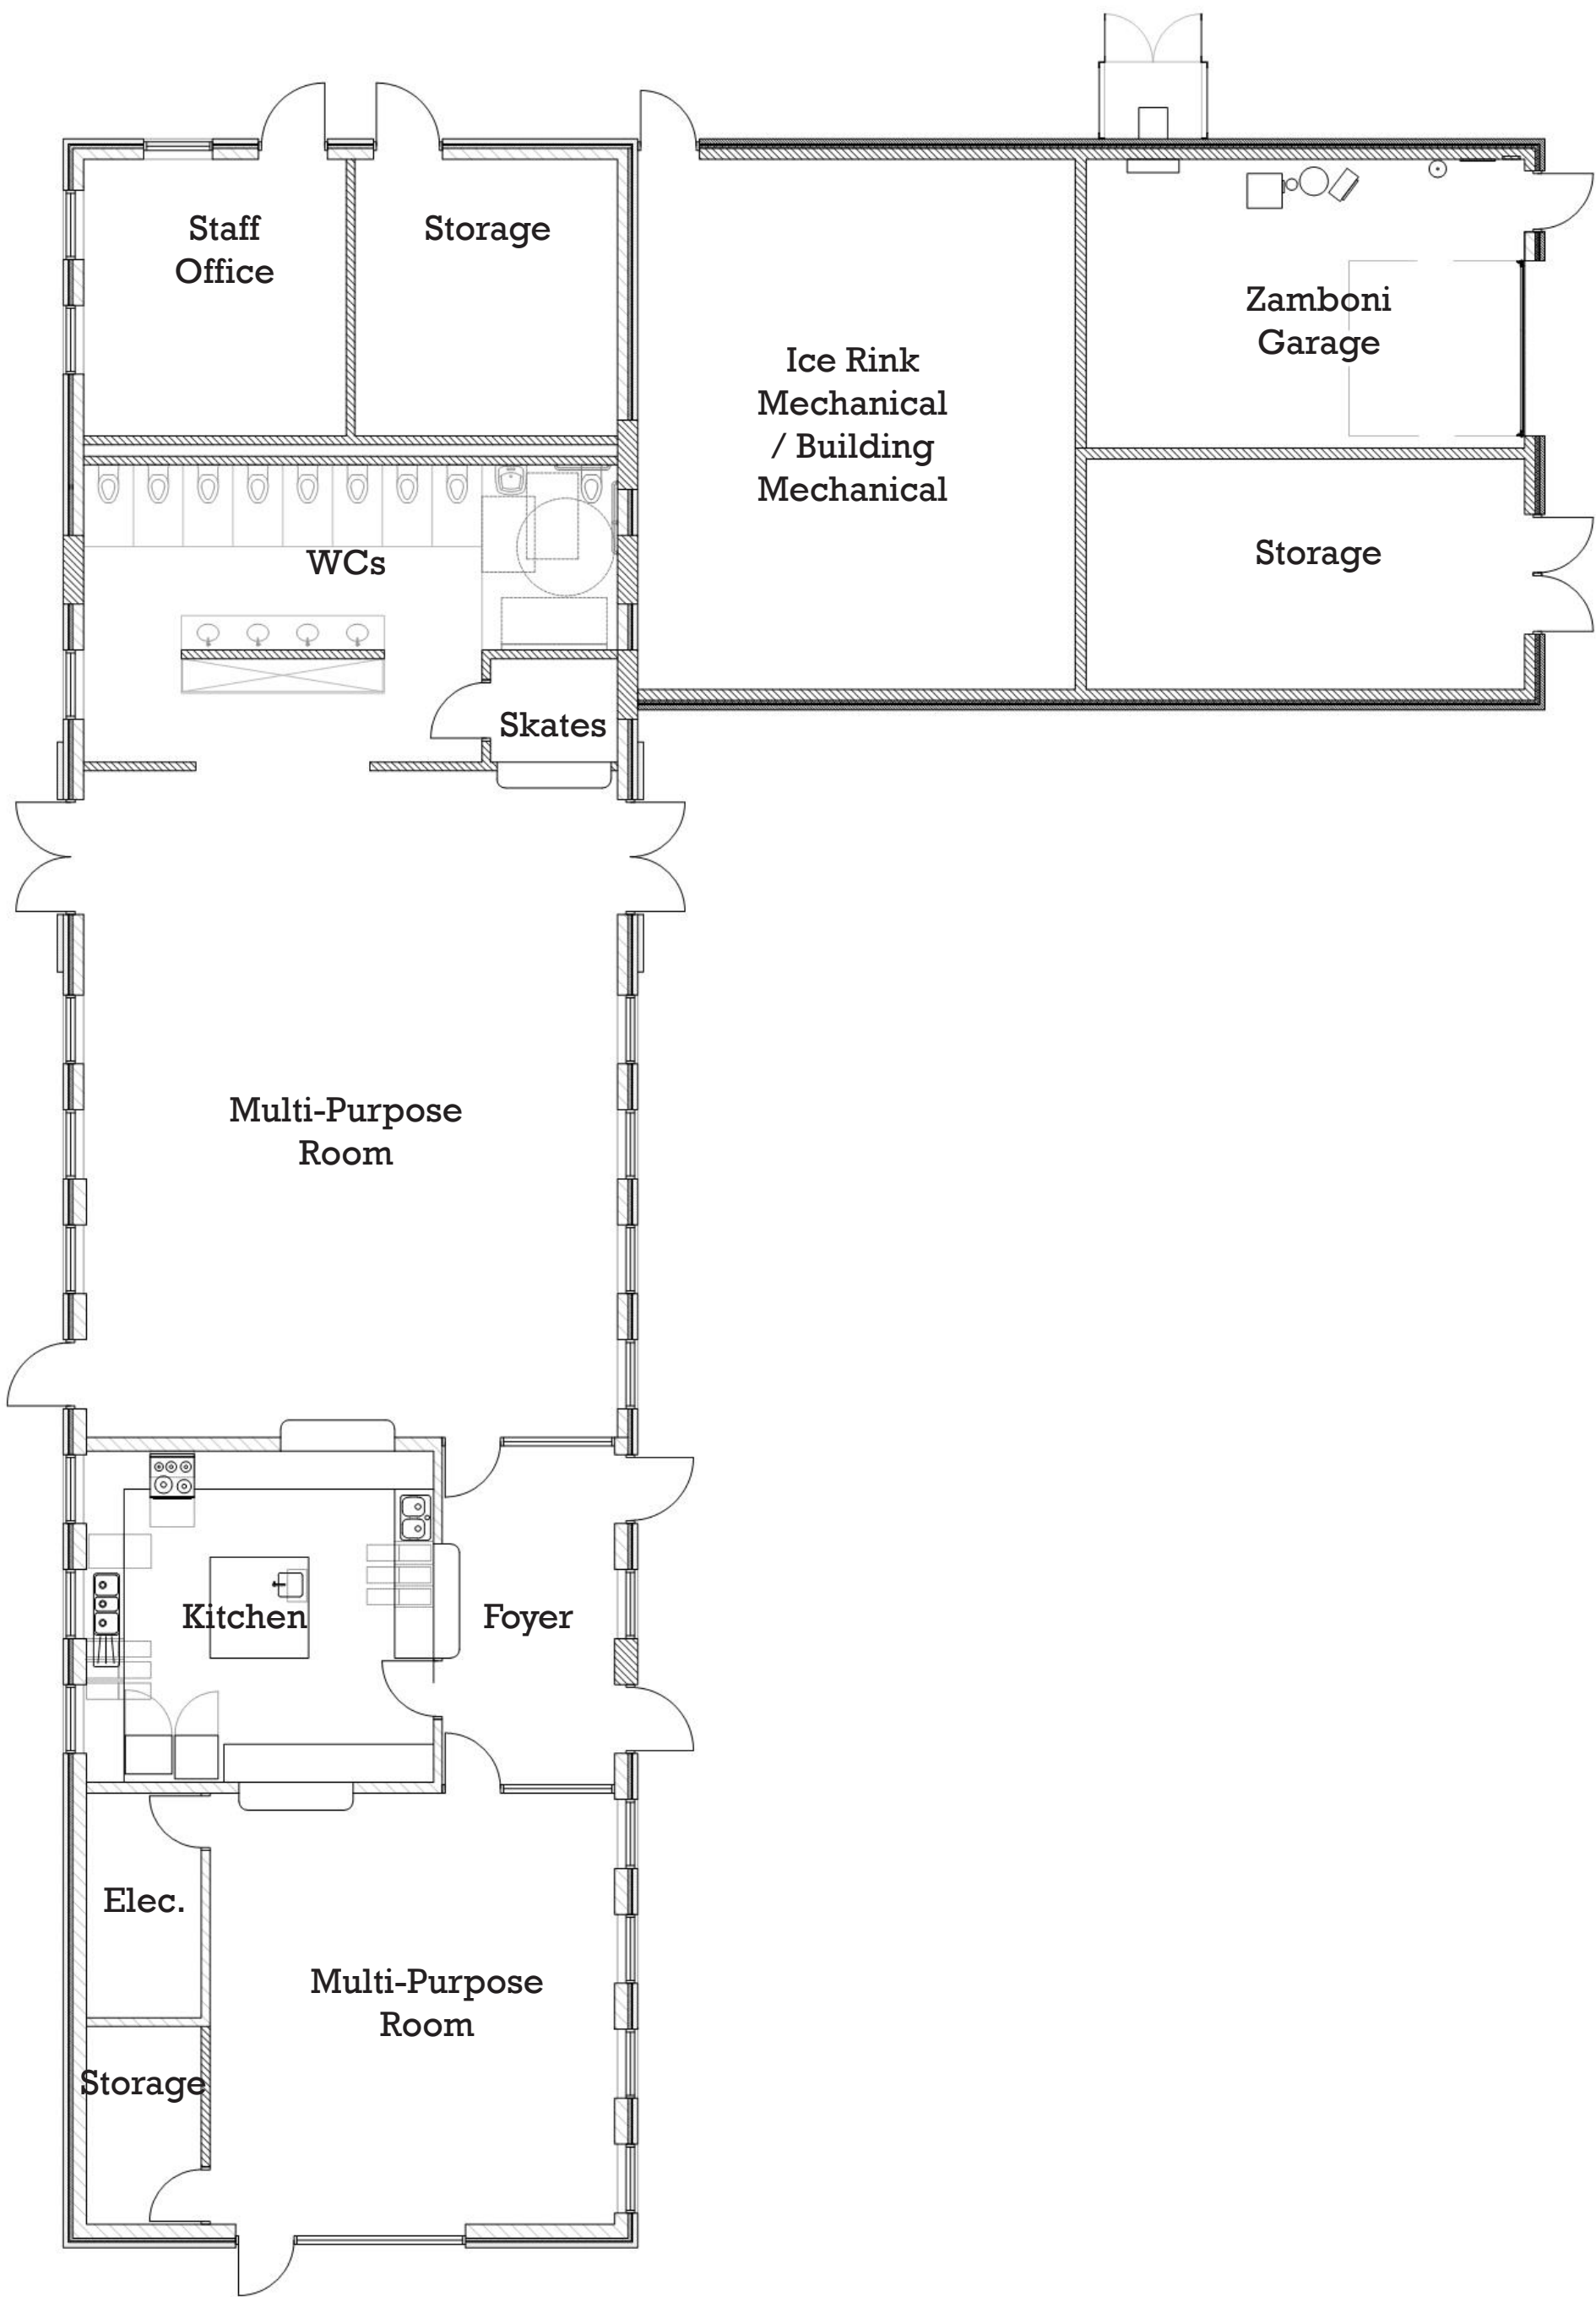 Staff
Office
Storage
Ice Rink
Mechanical
/ Building
Mechanical
Zamboni
Garage
Storage
WCs
Skates
Multi-Purpose
Room
Kitchen
Foyer
Elec.
Multi-Purpose
Room
Storage